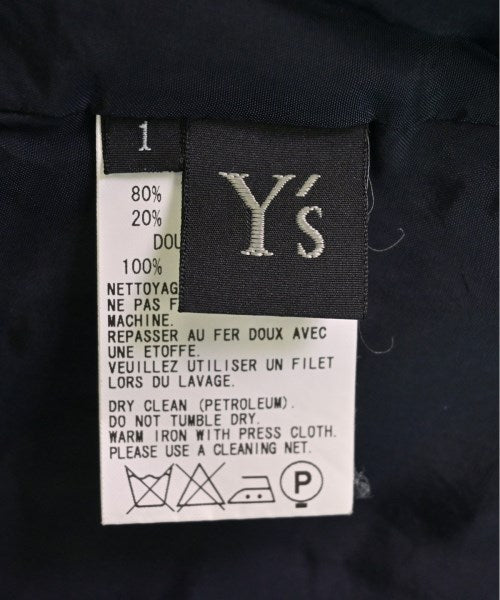 1
Y's
80%
20%
DOU
100%
NETTOYAG
NE PAS F
MACHINE.
REPASSER AU FER DOUX AVEC
UNE ETOFFE.
VEUILLEZ UTILISER UN FILET
LORS DU LAVAGE.
DRY CLEAN (PETROLEUM).
DO NOT TUMBLE DRY.
WARM IRON WITH PRESS CLOTH.
PLEASE USE A CLEANING NET.
P